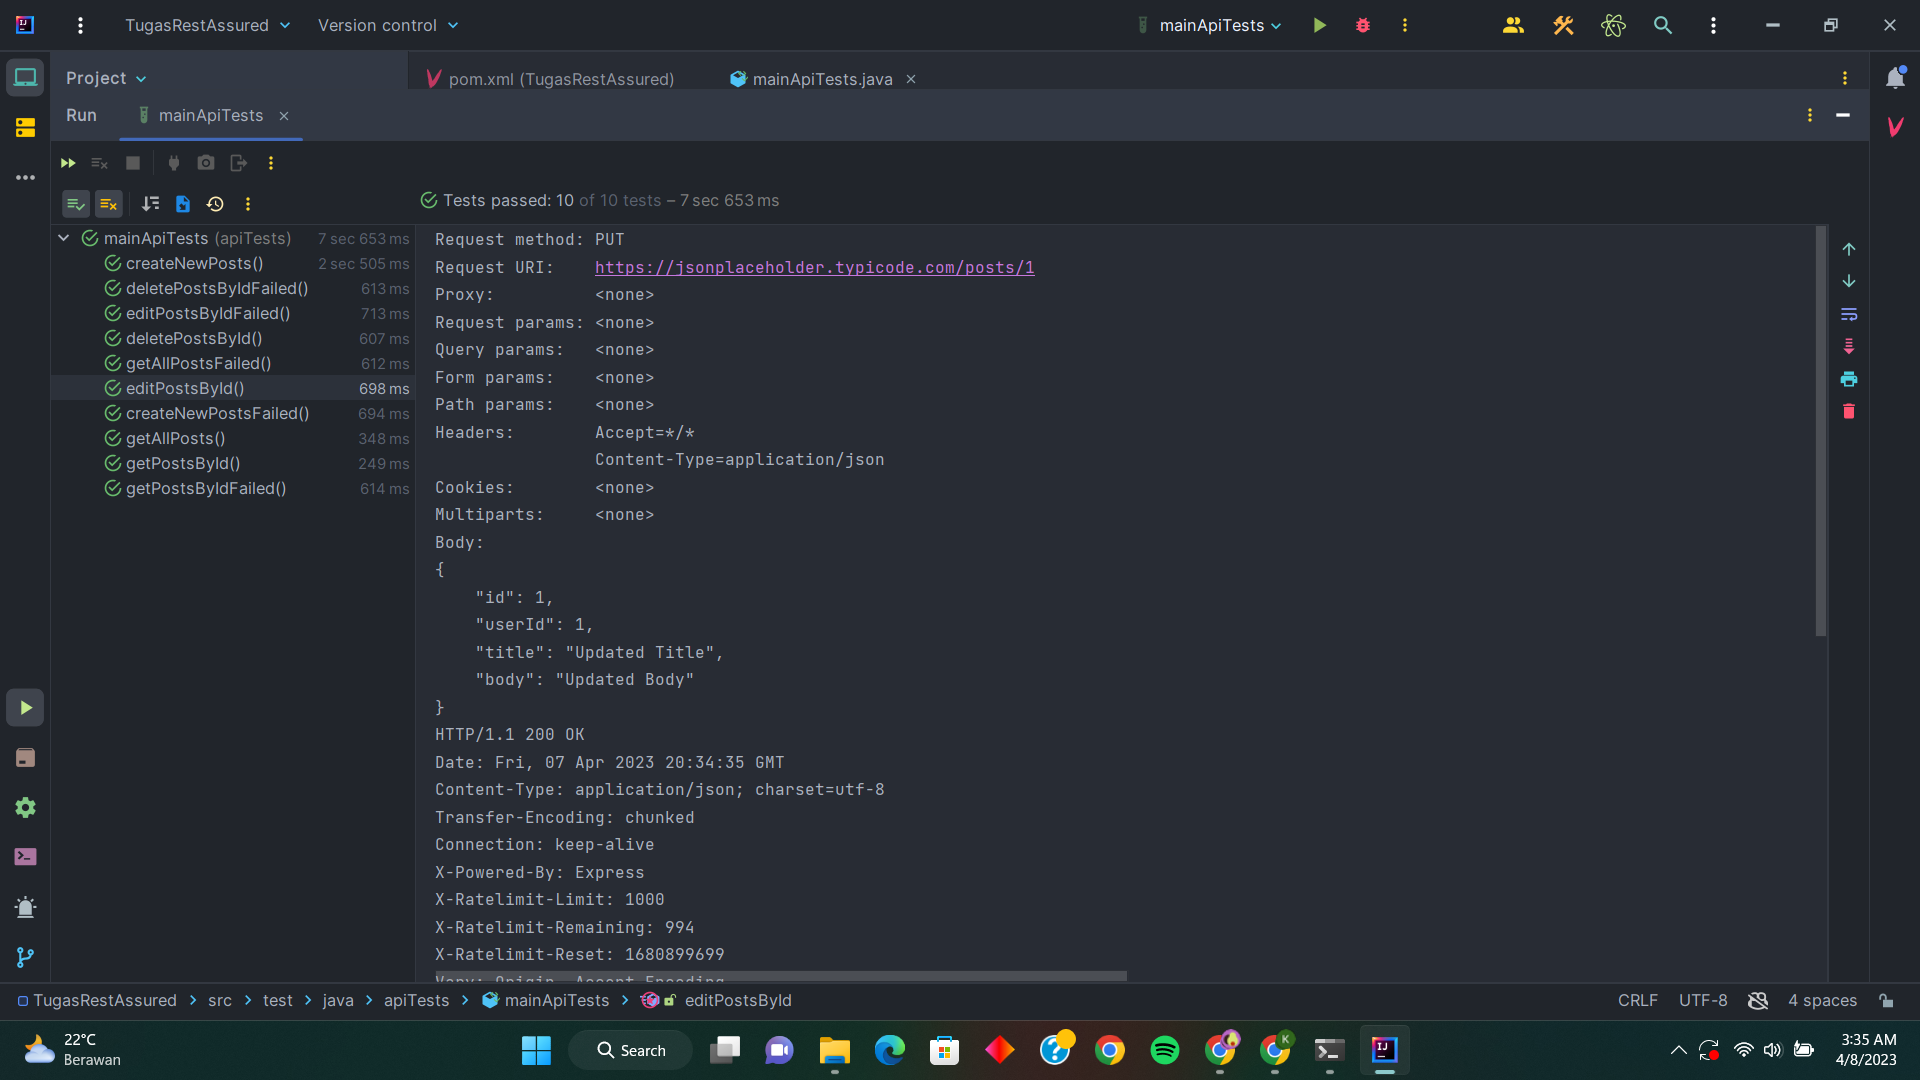 TugasRestAssured
Version control
mainApiTests
Project
pom.xml (TugasRestAssured)
mainApiTests.java
Run
mainApiTests
Tests passed: 10 of 10 tests – 7 sec 653 ms
mainApiTests (apiTests) 7 sec 653 ms
createNewPosts() 2 sec 505 ms
deletePostsByIdFailed() 613 ms
editPostsByIdFailed() 713 ms
deletePostsById() 607 ms
getAllPostsFailed() 612 ms
editPostsById() 698 ms
createNewPostsFailed() 694 ms
getAllPosts() 348 ms
getPostsById() 249 ms
getPostsByIdFailed() 614 ms
Request method: PUT
Request URI: https://jsonplaceholder.typicode.com/posts/1
Proxy: <none>
Request params: <none>
Query params: <none>
Form params: <none>
Path params: <none>
Headers: Accept=*/*
Content-Type=application/json
Cookies: <none>
Multiparts: <none>
Body:
{
"id": 1,
"userId": 1,
"title": "Updated Title",
"body": "Updated Body"
}
HTTP/1.1 200 OK
Date: Fri, 07 Apr 2023 20:34:35 GMT
Content-Type: application/json; charset=utf-8
Transfer-Encoding: chunked
Connection: keep-alive
X-Powered-By: Express
X-Ratelimit-Limit: 1000
X-Ratelimit-Remaining: 994
X-Ratelimit-Reset: 1680899699
Vary: Origin, Accept-Encoding
TugasRestAssured > src > test > java > apiTests > mainApiTests > editPostsById
CRLF UTF-8 4 spaces
22°C
Berawan
Search
K
3:35 AM
4/8/2023